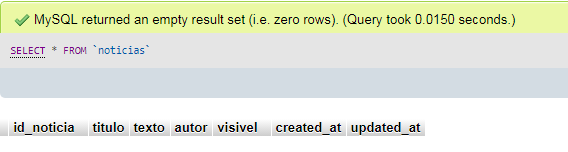 MySQL returned an empty result set (i.e. zero rows). (Query took 0.0150 seconds.)
SELECT * FROM `noticias`
id_noticia titulo texto autor visivel created_at updated_at